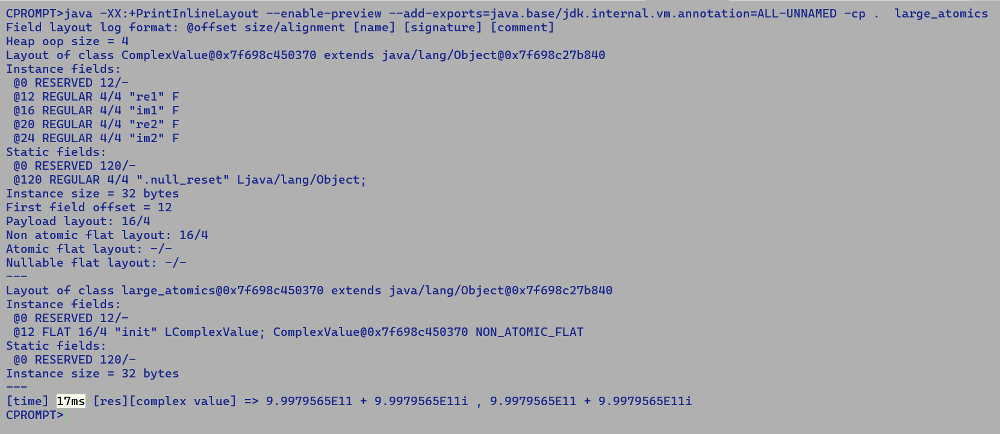 CPROMPT>java -XX:+PrintInlineLayout --enable-preview --add-exports=java.base/jdk.internal.vm.annotation=ALL-UNNAMED -cp .  large_atomics
Field layout log format: @offset size/alignment [name] [signature] [comment]
Heap oop size = 4
Layout of class ComplexValue@0x7f698c450370 extends java/lang/Object@0x7f698c27b840
Instance fields:
 @0 RESERVED 12/-
 @12 REGULAR 4/4 "re1" F
 @16 REGULAR 4/4 "im1" F
 @20 REGULAR 4/4 "re2" F
 @24 REGULAR 4/4 "im2" F
Static fields:
 @0 RESERVED 120/-
 @120 REGULAR 4/4 ".null_reset" Ljava/lang/Object;
Instance size = 32 bytes
First field offset = 12
Payload layout: 16/4
Non atomic flat layout: 16/4
Atomic flat layout: -/-
Nullable flat layout: -/-
---
Layout of class large_atomics@0x7f698c450370 extends java/lang/Object@0x7f698c27b840
Instance fields:
 @0 RESERVED 12/-
 @12 FLAT 16/4 "init" LComplexValue; ComplexValue@0x7f698c450370 NON_ATOMIC_FLAT
Static fields:
 @0 RESERVED 120/-
Instance size = 32 bytes
---
[time] 17ms [res][complex value] => 9.9979565E11 + 9.9979565E11i , 9.9979565E11 + 9.9979565E11i
CPROMPT>